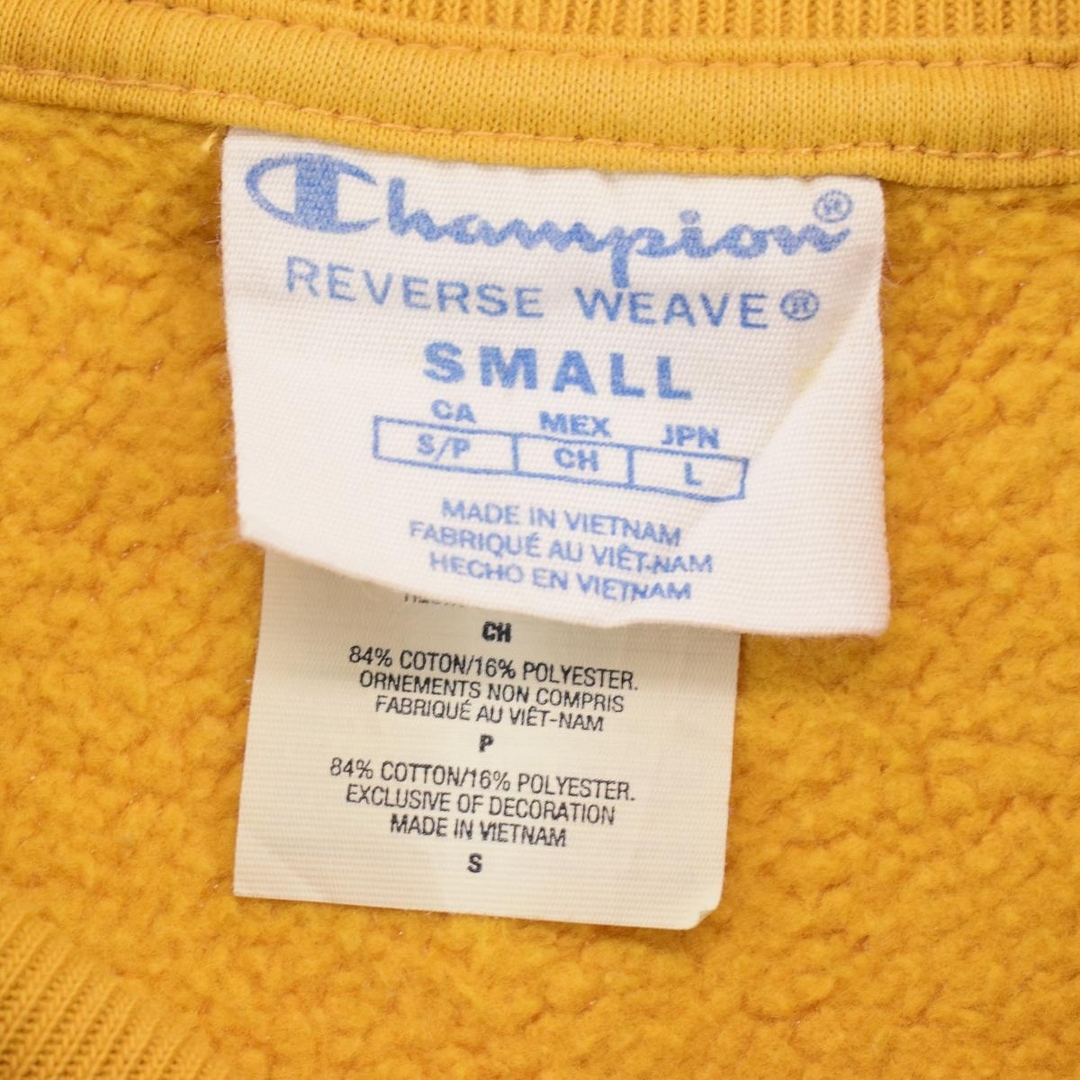 Champion®
REVERSE WEAVE®
SMALL
CA MEX JPN
S/P CH L
MADE IN VIETNAM
FABRIQUÉ AU VIÊT-NAM
HECHO EN VIETNAM
CH
84% COTON/16% POLYESTER.
ORNEMENTS NON COMPRIS
FABRIQUÉ AU VIÊT-NAM
P
84% COTTON/16% POLYESTER.
EXCLUSIVE OF DECORATION
MADE IN VIETNAM
S